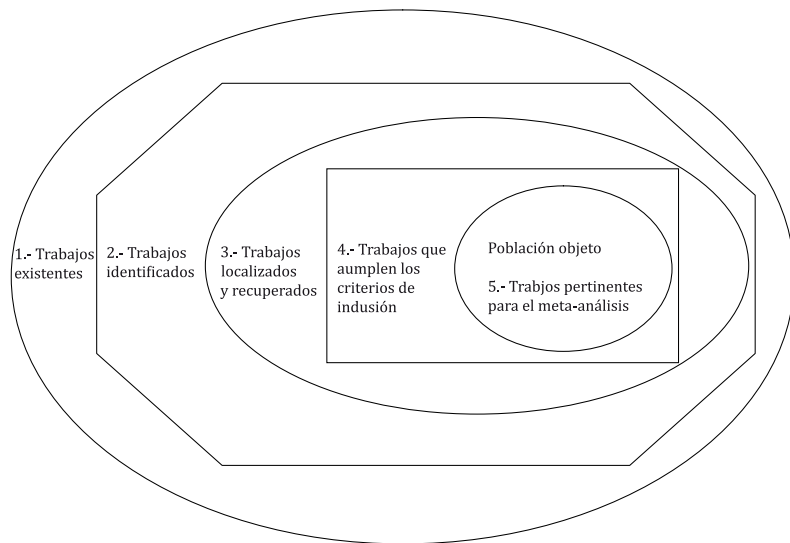 1.- Trabajos
existentes
2.- Trabajos
identificados
3.- Trabajos
localizados
y recuperados
4.- Trabajos que
aumplen los
criterios de
indusión
Población objeto
5.- Trabjos pertinentes
para el meta-análisis